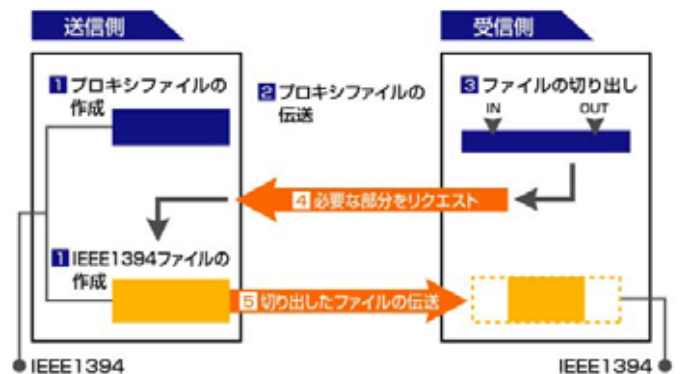 送信側
受信側
1 プロキシファイルの
作成
2 プロキシファイルの
伝送
3 ファイルの切り出し
IN
OUT
4 必要な部分をリクエスト
1 IEEE1394ファイルの
作成
5 切り出したファイルの伝送
IEEE1394
IEEE1394